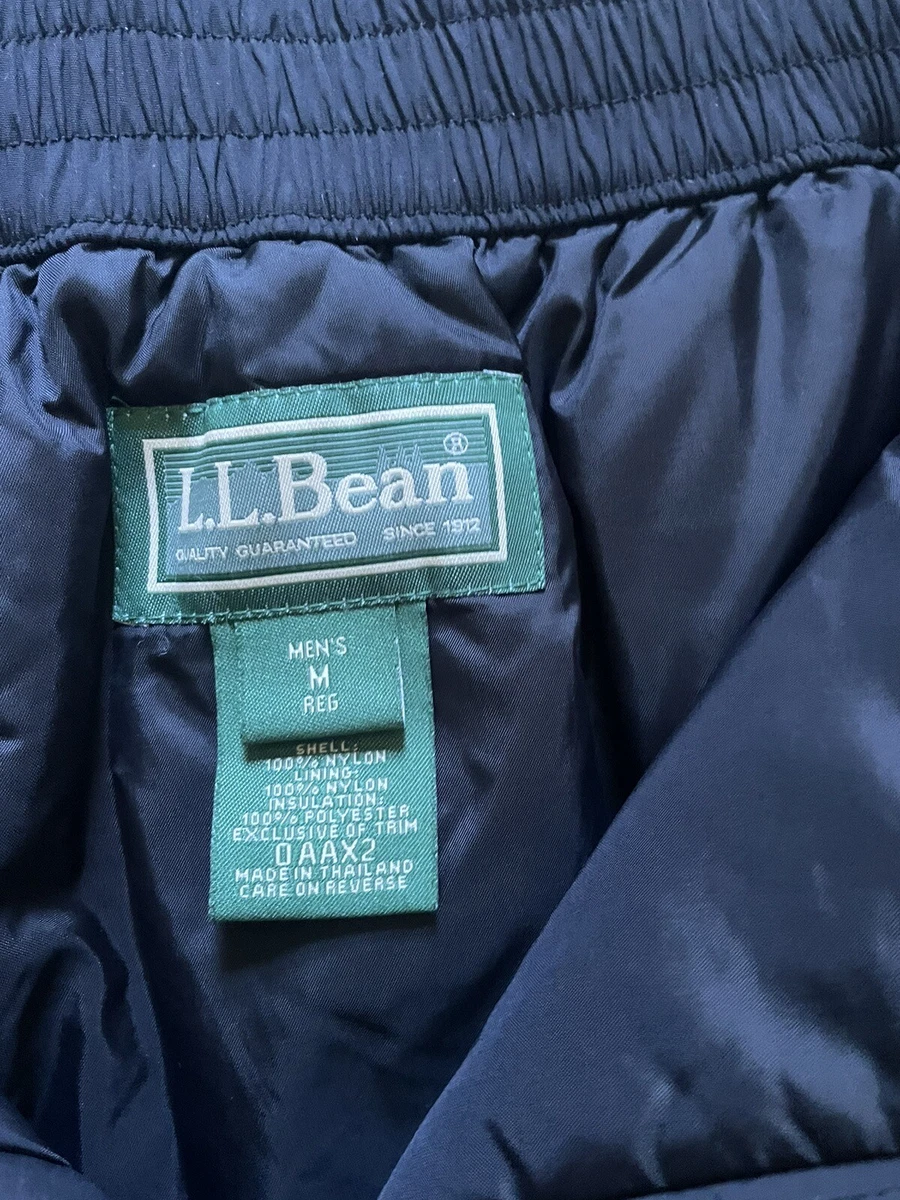 L.L.Bean®
QUALITY GUARANTEED SINCE 1912
MEN'S
M
REG
SHELL:
100% NYLON
LINING:
100% NYLON
INSULATION:
100% POLYESTER
EXCLUSIVE OF TRIM
0AAX2
MADE IN THAILAND
CARE ON REVERSE